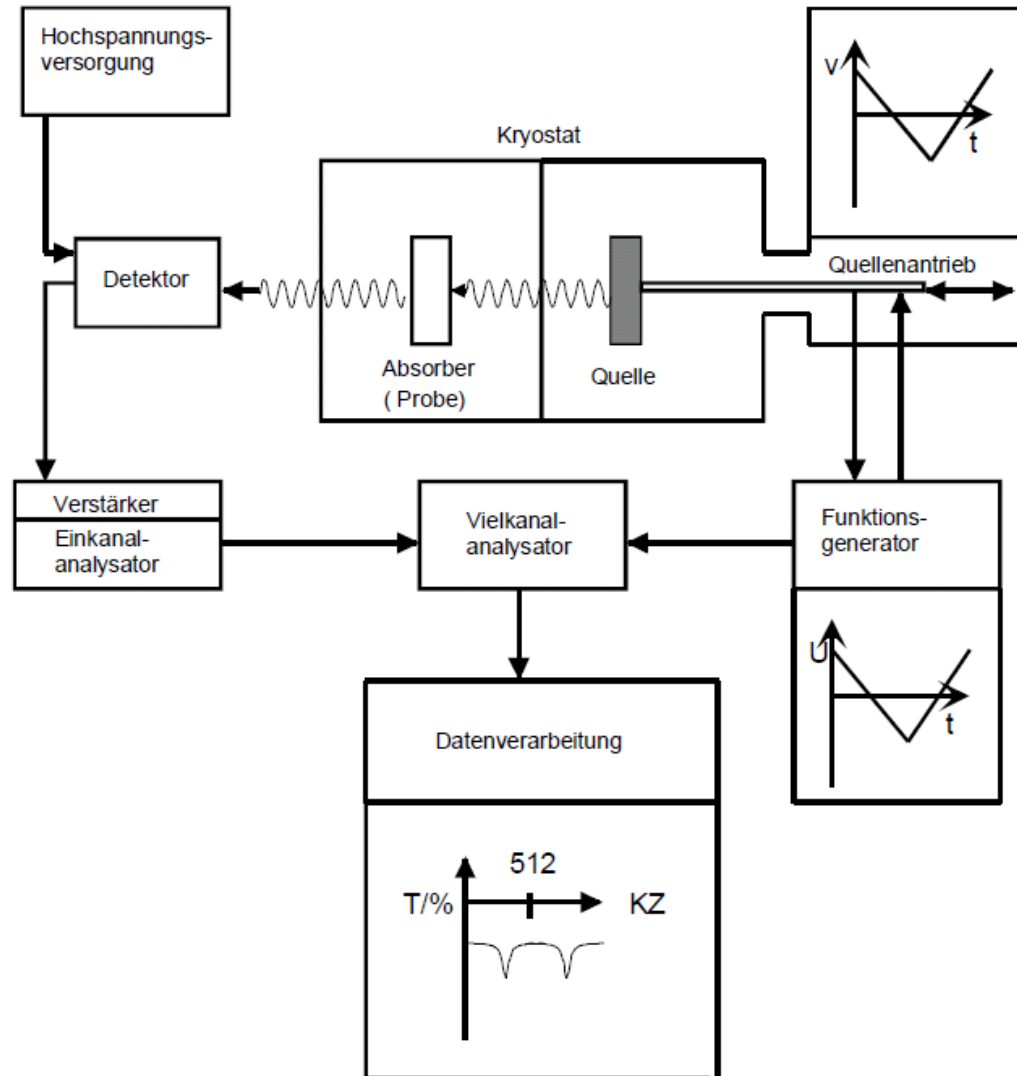 Hochspannungs-
versorgung
v
t
Kryostat
Detektor
Quellenantrieb
Absorber
( Probe)
Quelle
Verstärker
Einkanal-
analysator
Vielkanal-
analysator
Funktions-
generator
U
t
Datenverarbeitung
512
T/%
KZ